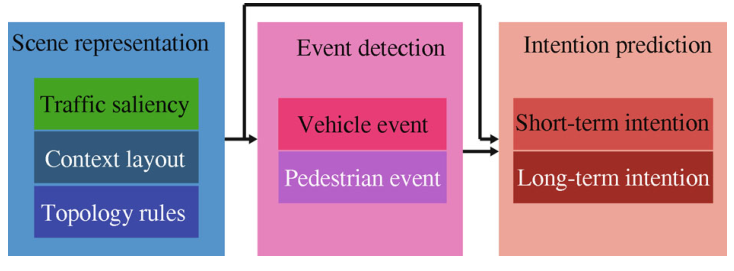 Scene representation
Traffic saliency
Context layout
Topology rules
Event detection
Vehicle event
Pedestrian event
Intention prediction
Short-term intention
Long-term intention